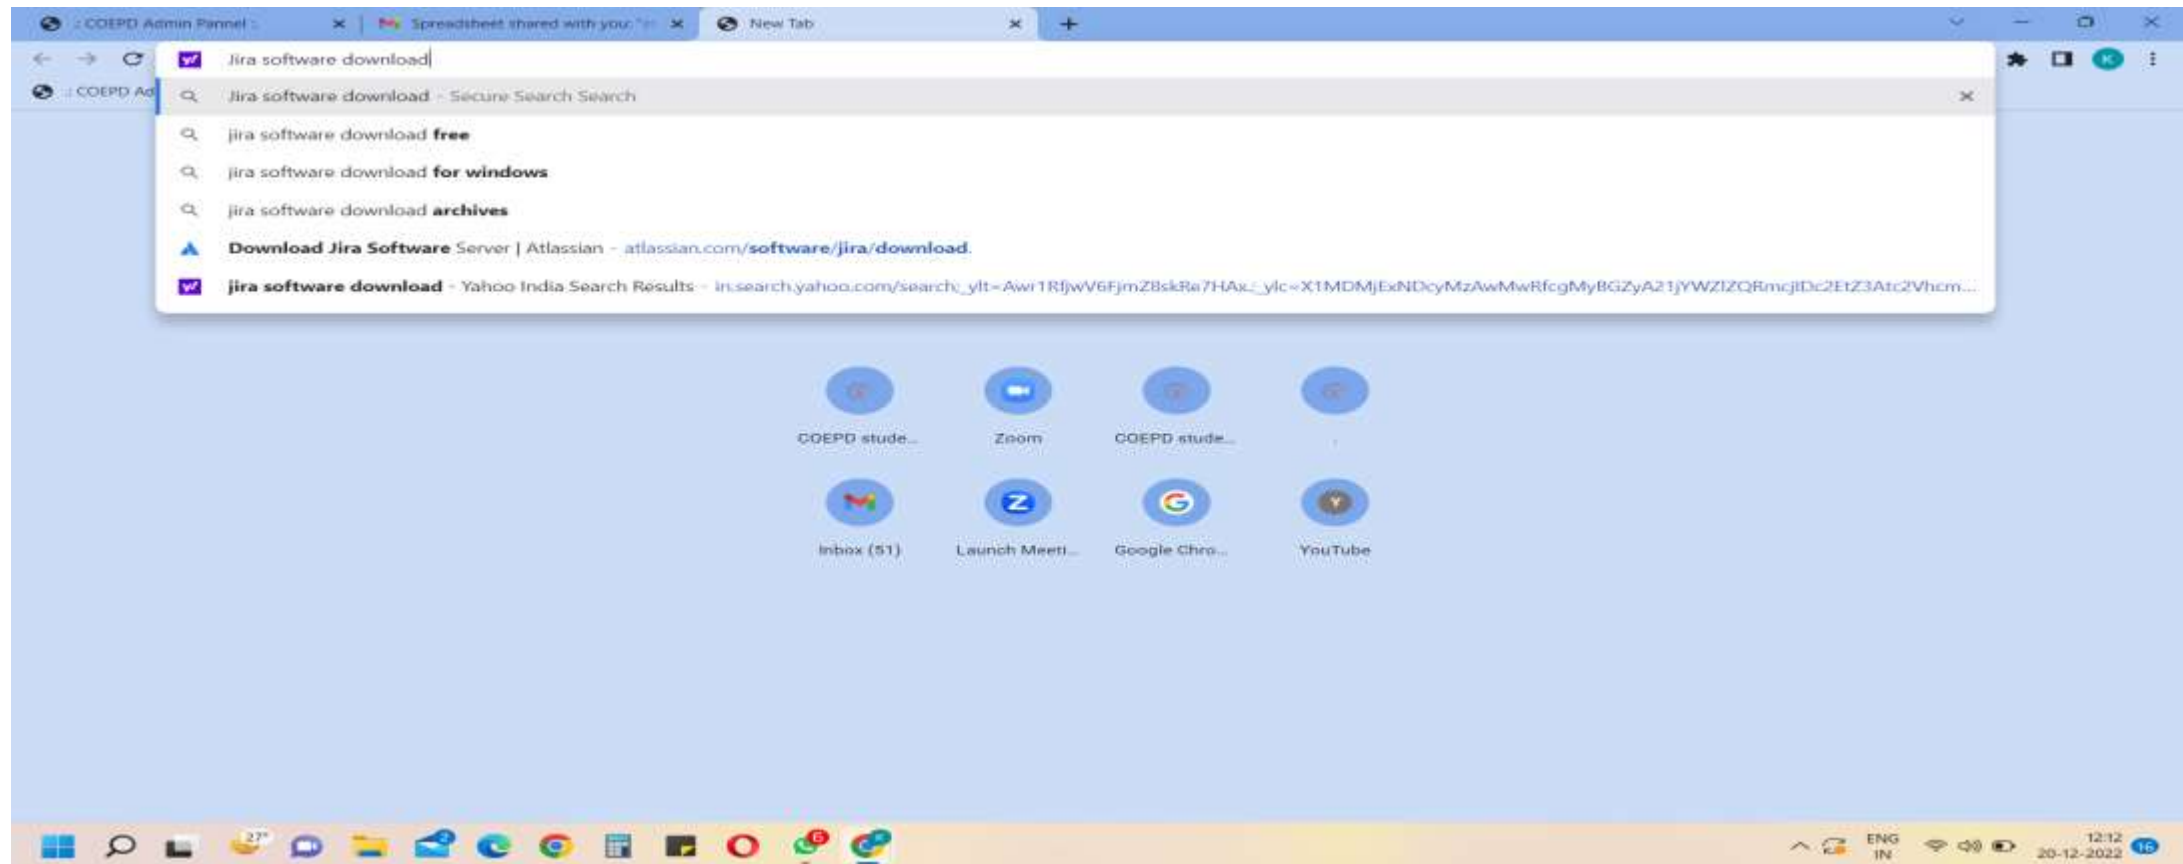 .: COEPD Admin Pannel :.
Spreadsheet shared with you: "
New Tab
Jira software download
: COEPD Ad
Jira software download - Secure Search Search
jira software download free
jira software download for windows
jira software download archives
Download Jira Software Server | Atlassian - atlassian.com/software/jira/download.
jira software download - Yahoo India Search Results - in.search.yahoo.com/search;_ylt=
COEPD stude...
Zoom
COEPD stude...
.
Inbox (51)
Launch Meeti...
Google Chro...
YouTube
27°
ENG
IN
12:12
20-12-2022
16